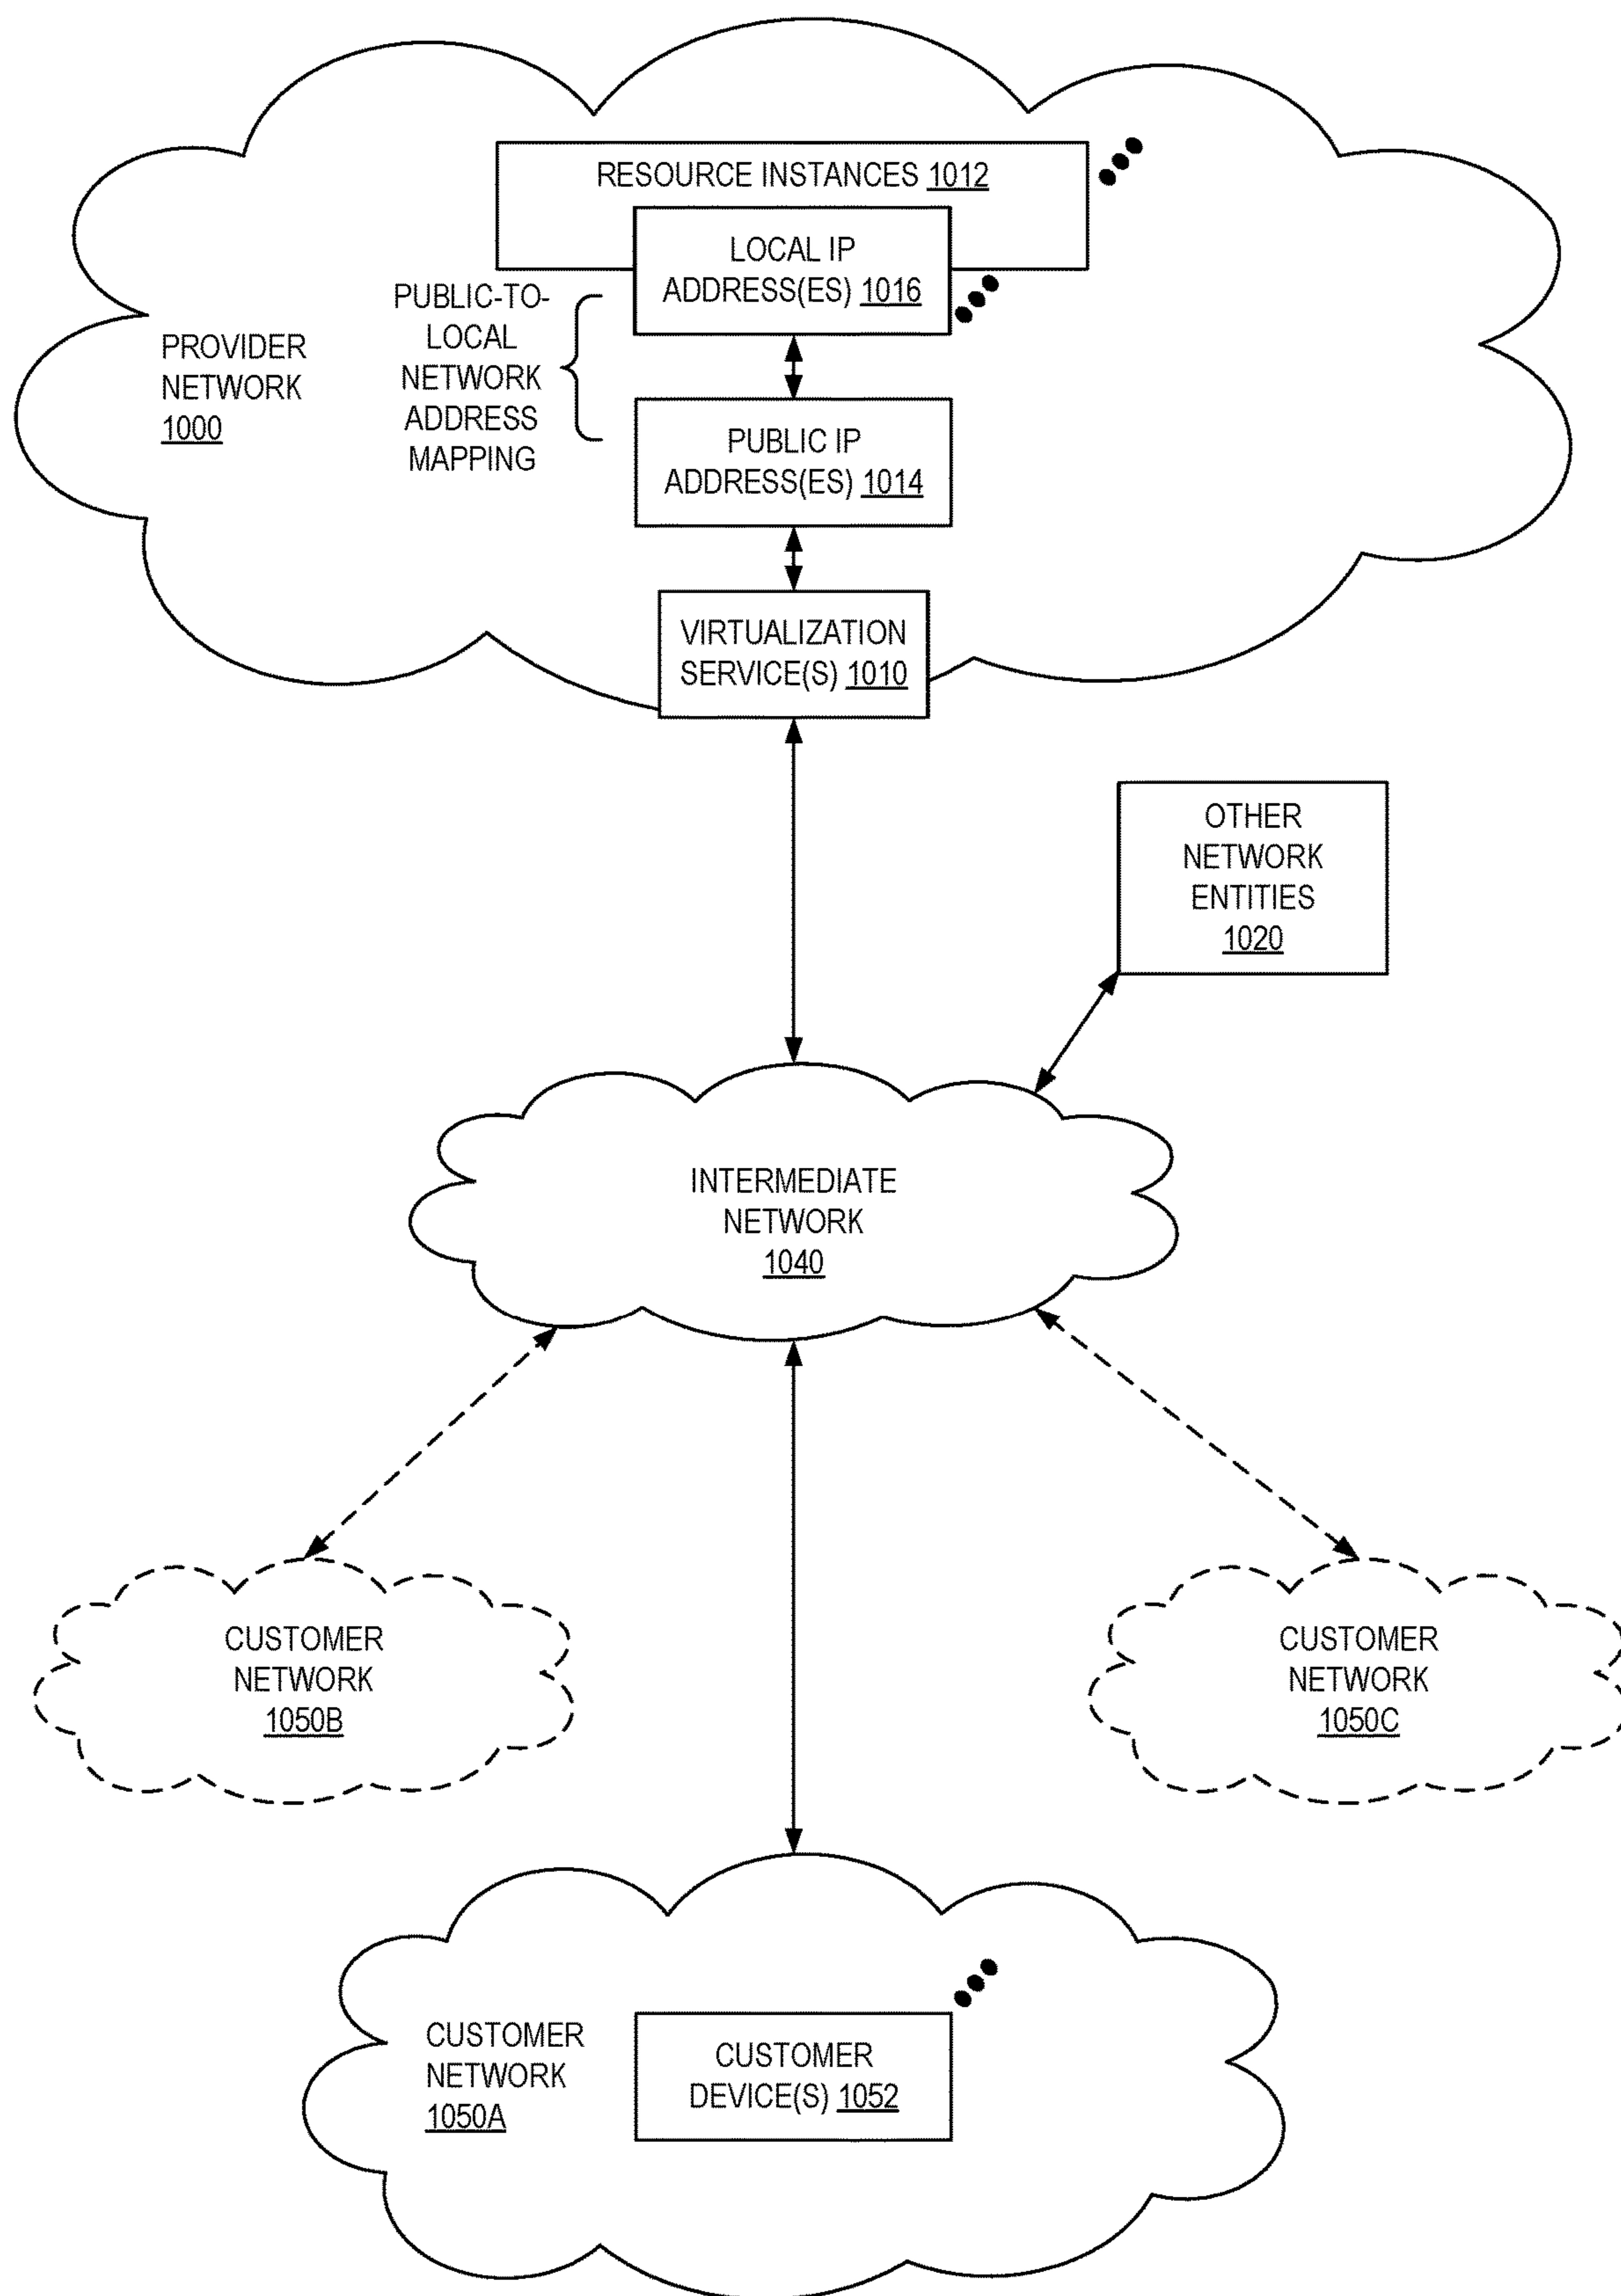 RESOURCE INSTANCES 1012
LOCAL IP
ADDRESS(ES) 1016
PUBLIC-TO-
LOCAL
NETWORK
ADDRESS
MAPPING
PROVIDER
NETWORK
1000
PUBLIC IP
ADDRESS(ES) 1014
VIRTUALIZATION
SERVICE(S) 1010
OTHER
NETWORK
ENTITIES
1020
INTERMEDIATE
NETWORK
1040
CUSTOMER
NETWORK
1050B
CUSTOMER
NETWORK
1050C
CUSTOMER
NETWORK
1050A
CUSTOMER
DEVICE(S) 1052